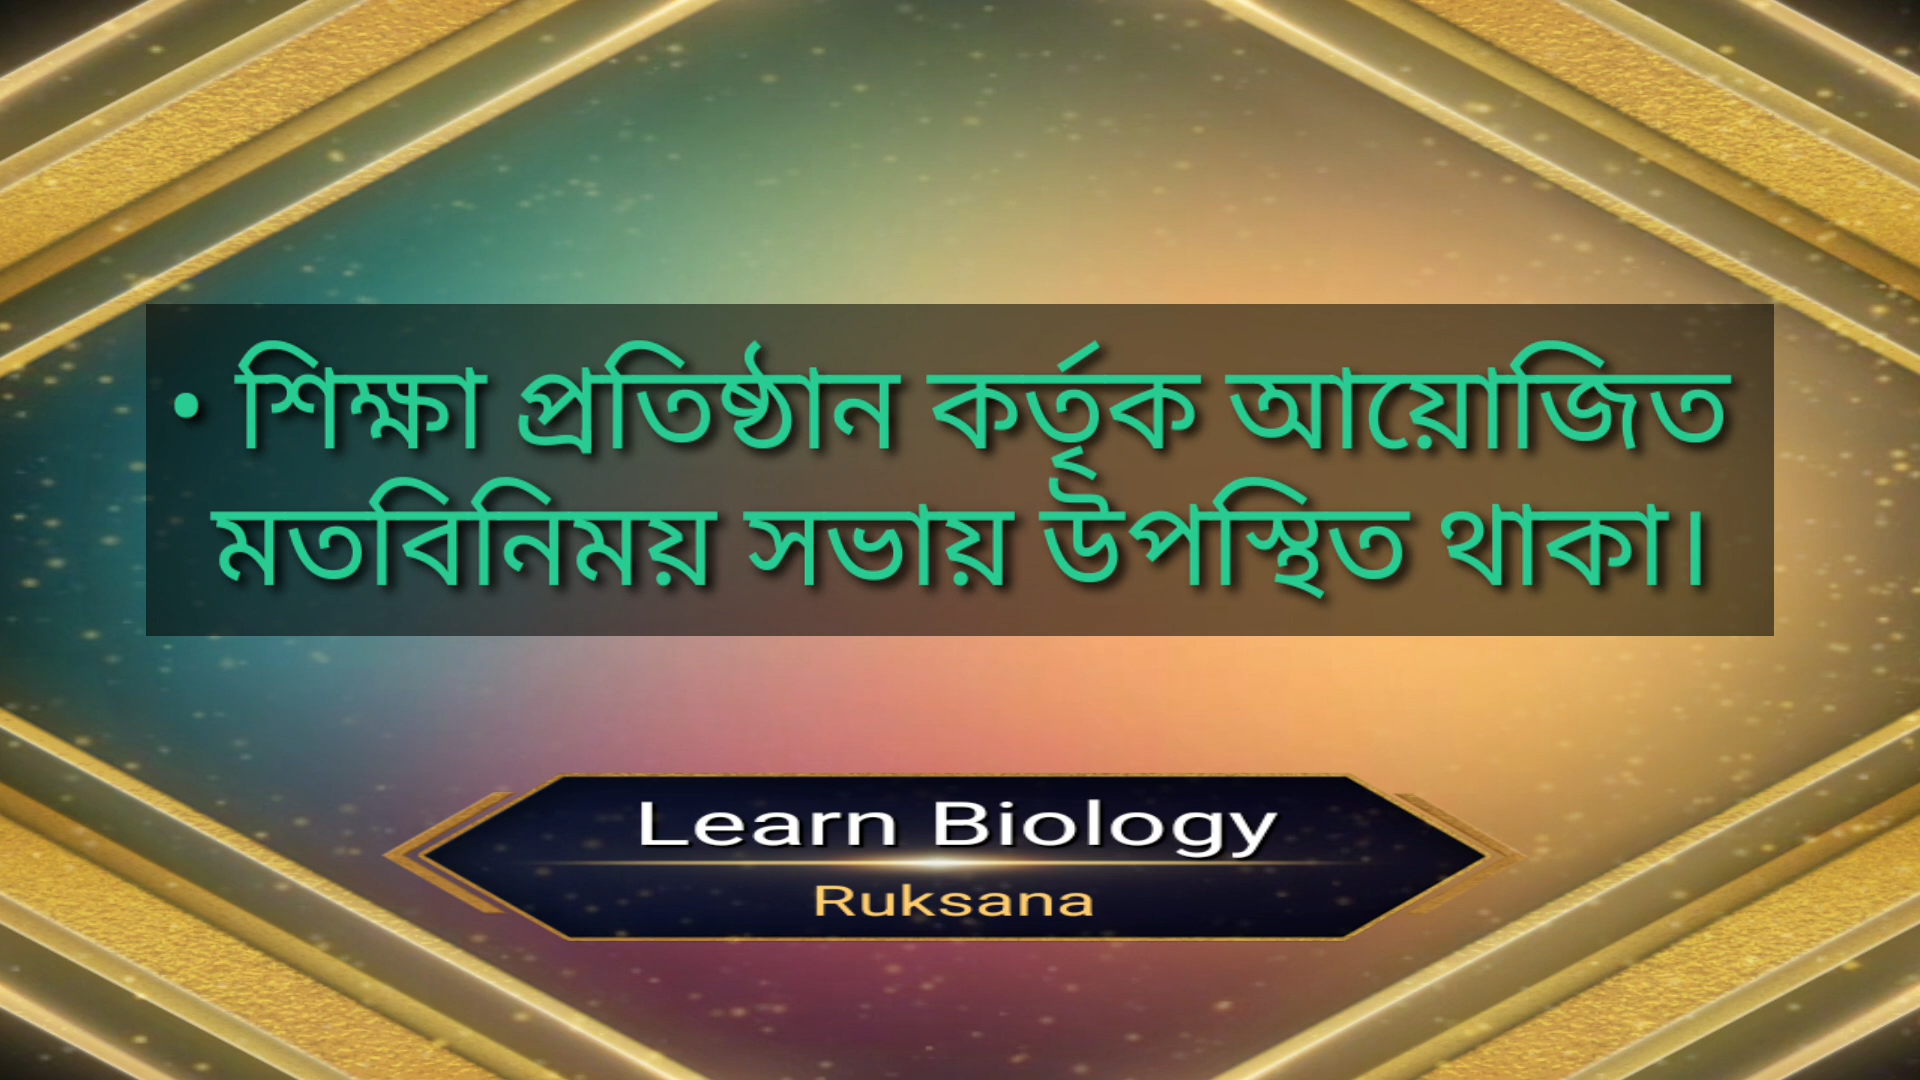 • শিক্ষা প্রতিষ্ঠান কর্তৃক আয়োজিত
মতবিনিময় সভায় উপস্থিত থাকা।
Learn Biology
Ruksana